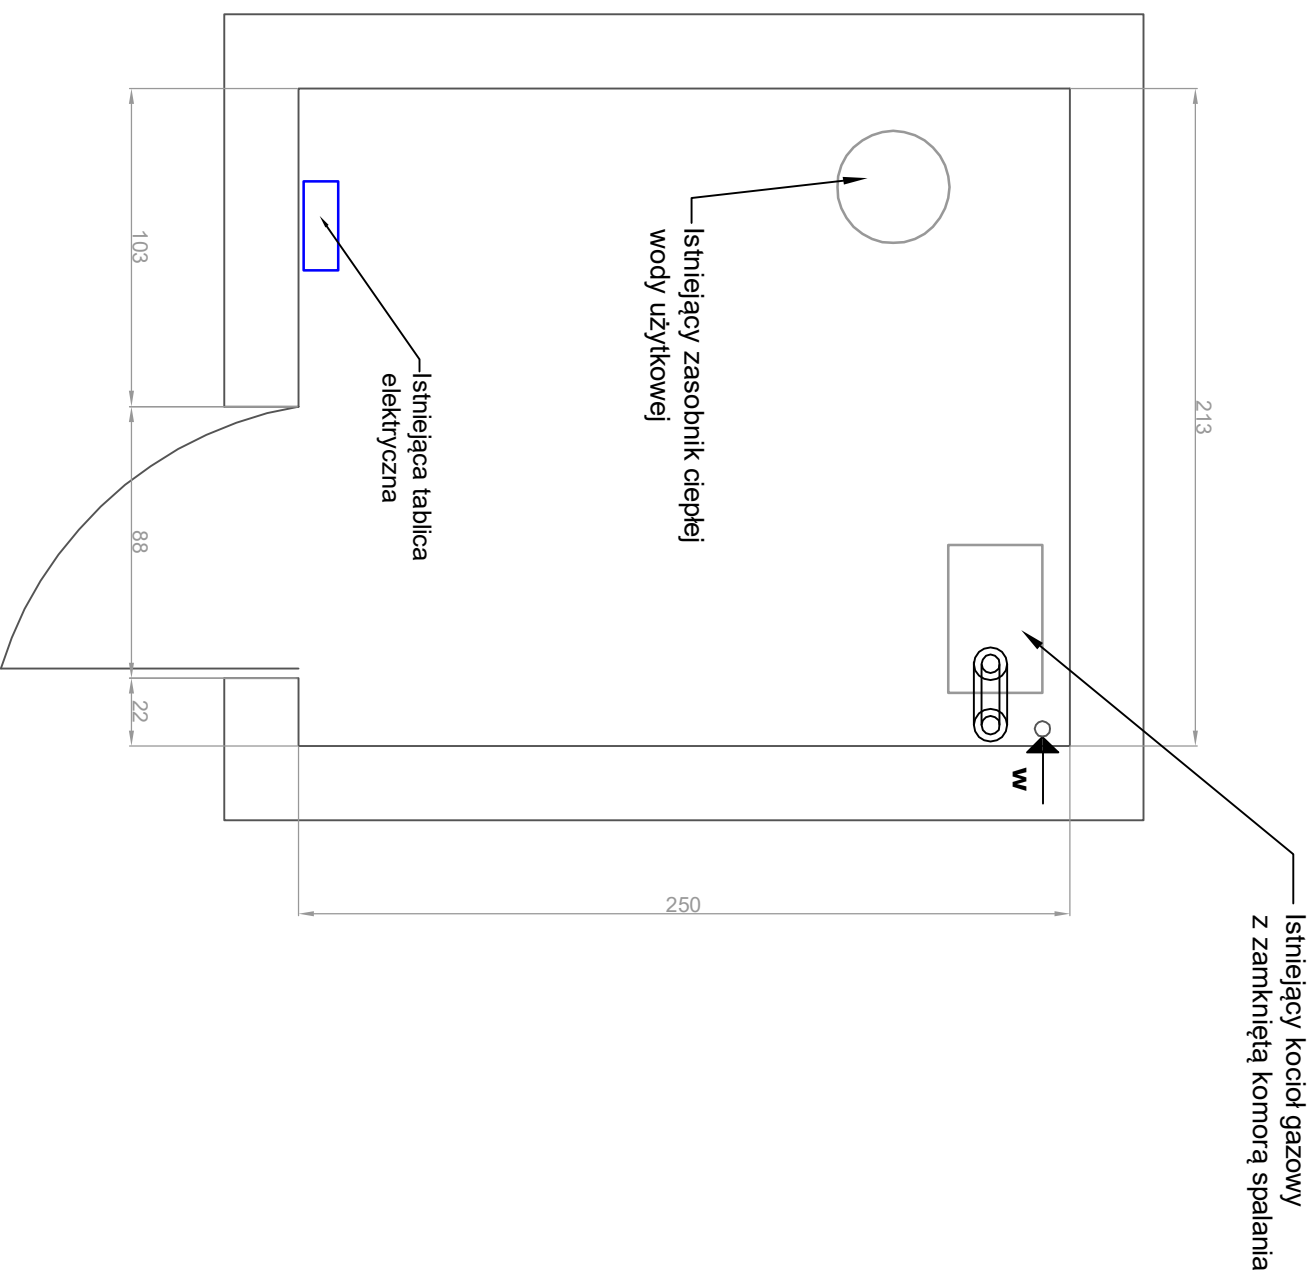 Istniejący kocioł gazowy
z zamkniętą komorą spalania
213
Istniejący zasobnik ciepłej
wody użytkowej
Istniejąca tablica
elektryczna
103
88
22
w
250